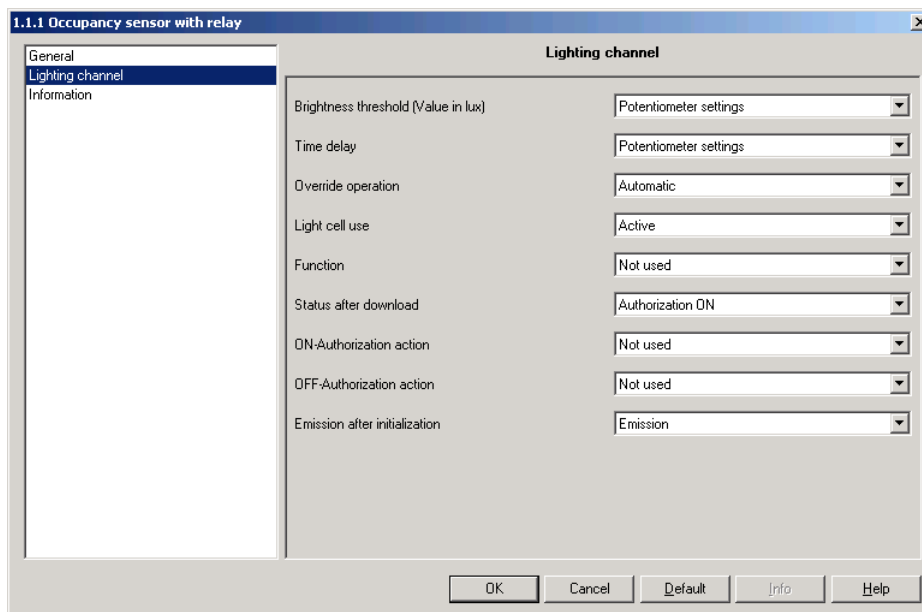 1.1.1 Occupancy sensor with relay
General
Lighting channel
Information
Lighting channel
Brightness threshold (Value in lux) Potentiometer settings
Time delay Potentiometer settings
Override operation Automatic
Light cell use Active
Function Not used
Status after download Authorization ON
ON-Authorization action Not used
OFF-Authorization action Not used
Emission after initialization Emission
OK Cancel Default Info Help